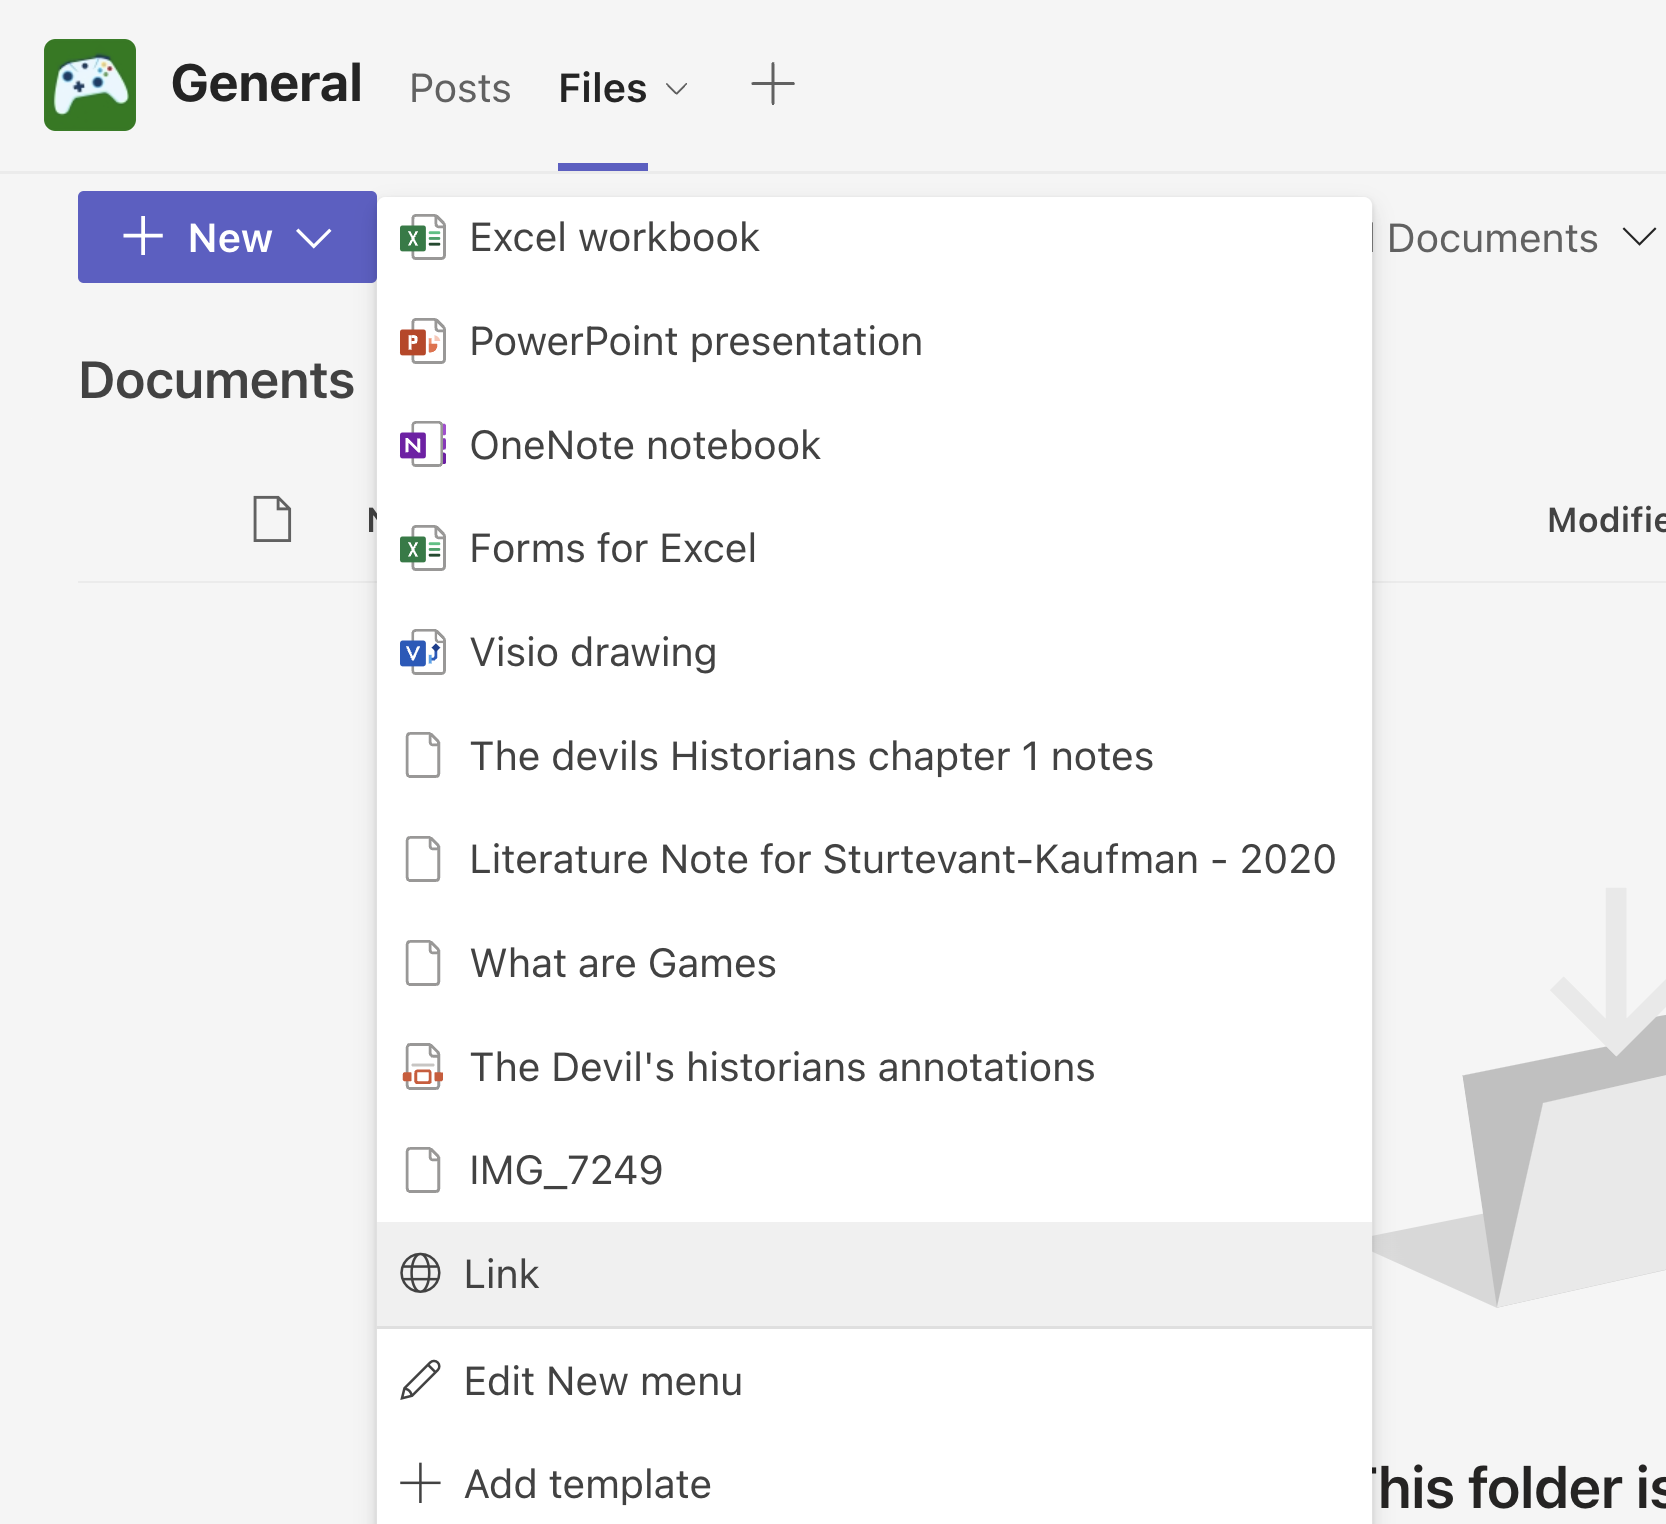 General Posts Files
New
Documents
Documents
Excel workbook
PowerPoint presentation
OneNote notebook
Forms for Excel
Visio drawing
The devils Historians chapter 1 notes
Literature Note for Sturtevant-Kaufman - 2020
What are Games
The Devil's historians annotations
IMG_7249
Link
Edit New menu
Add template
Modifie
This folder is